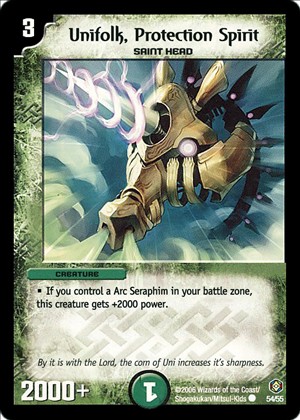 3
Unifolk, Protection Spirit
SAINT HEAD
CREATURE
▪ If you control a Arc Seraphim in your battle zone,
this creature gets +2000 power.
By it is with the Lord, the corn of Uni increases it's sharpness.
2000+
1
©2006 Wizards of the Coast/
Shogakukan/Mitsui-Kids
54/55